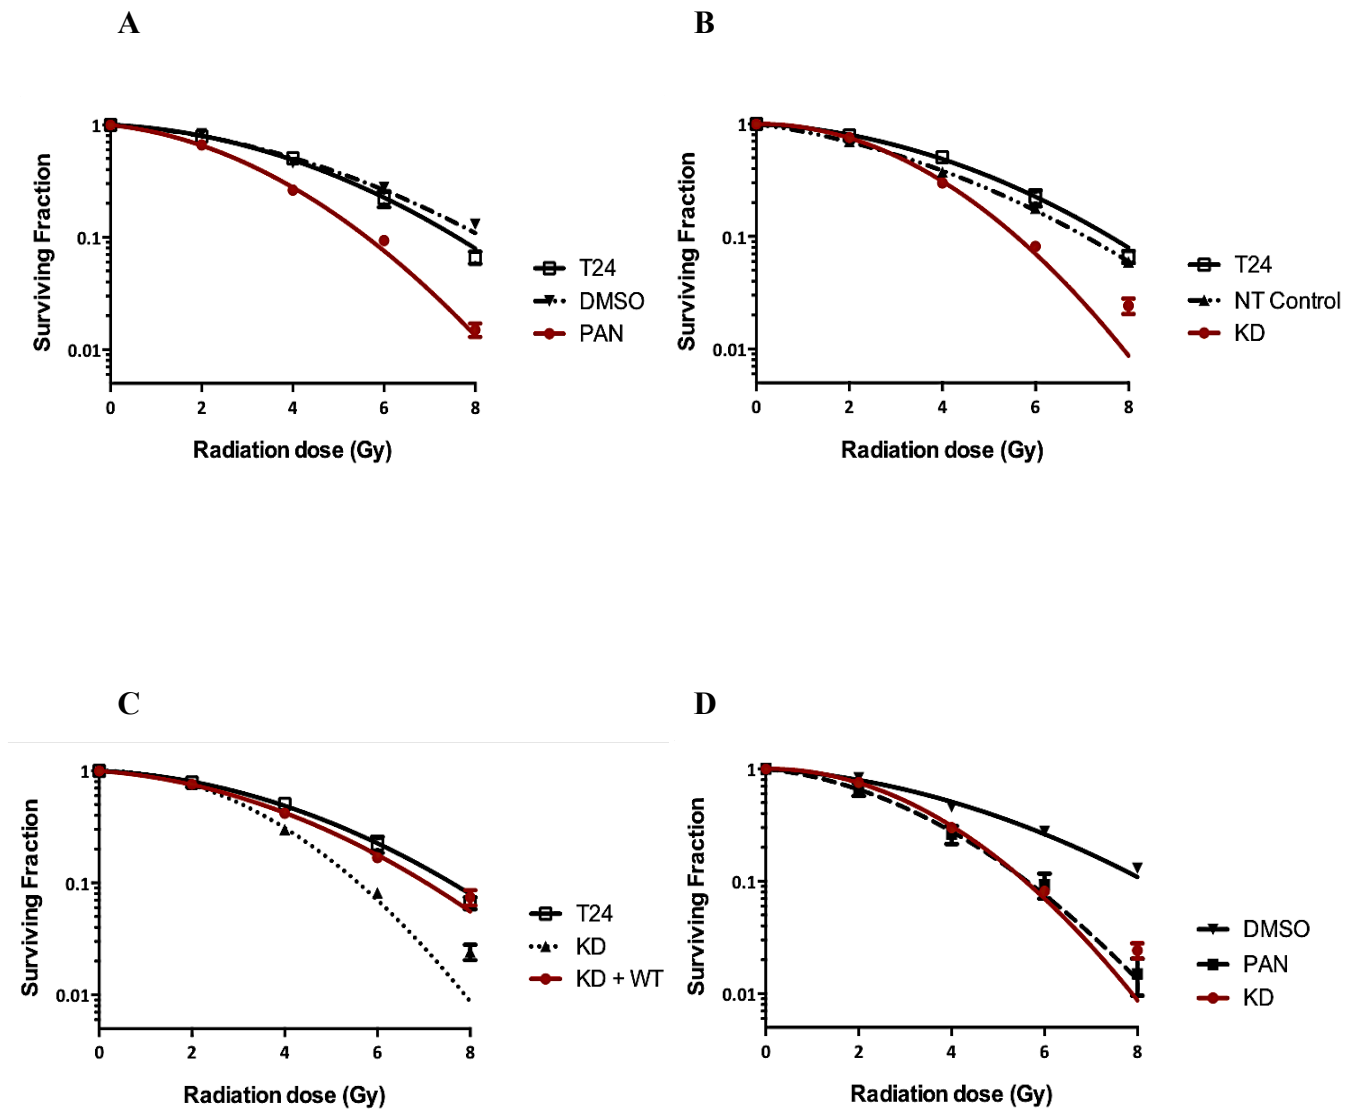 A
1
0.1
0.01
0 2 4 6 8
Surviving Fraction
Radiation dose (Gy)
T24
DMSO
PAN
B
1
0.1
0.01
0 2 4 6 8
Surviving Fraction
Radiation dose (Gy)
T24
NT Control
KD
C
1
0.1
0.01
0 2 4 6 8
Surviving Fraction
Radiation dose (Gy)
T24
KD
KD + WT
D
1
0.1
0.01
0 2 4 6 8
Surviving Fraction
Radiation dose (Gy)
DMSO
PAN
KD